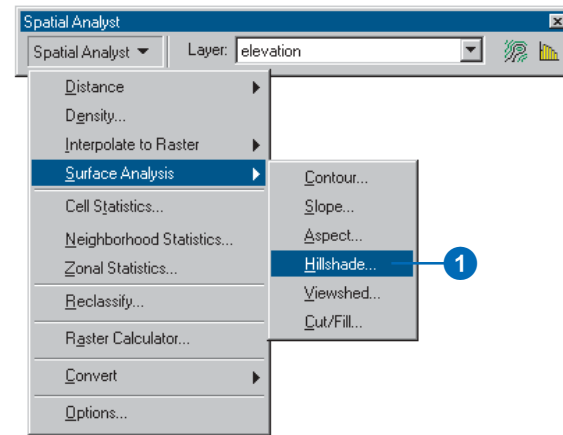 Spatial Analyst
Spatial Analyst Layer: elevation
Distance
Density...
Interpolate to Raster
Surface Analysis
Cell Statistics...
Neighborhood Statistics...
Zonal Statistics...
Reclassify...
Raster Calculator...
Convert
Options...
Contour...
Slope...
Aspect...
Hillshade...
Viewshed...
Cut/Fill...
1